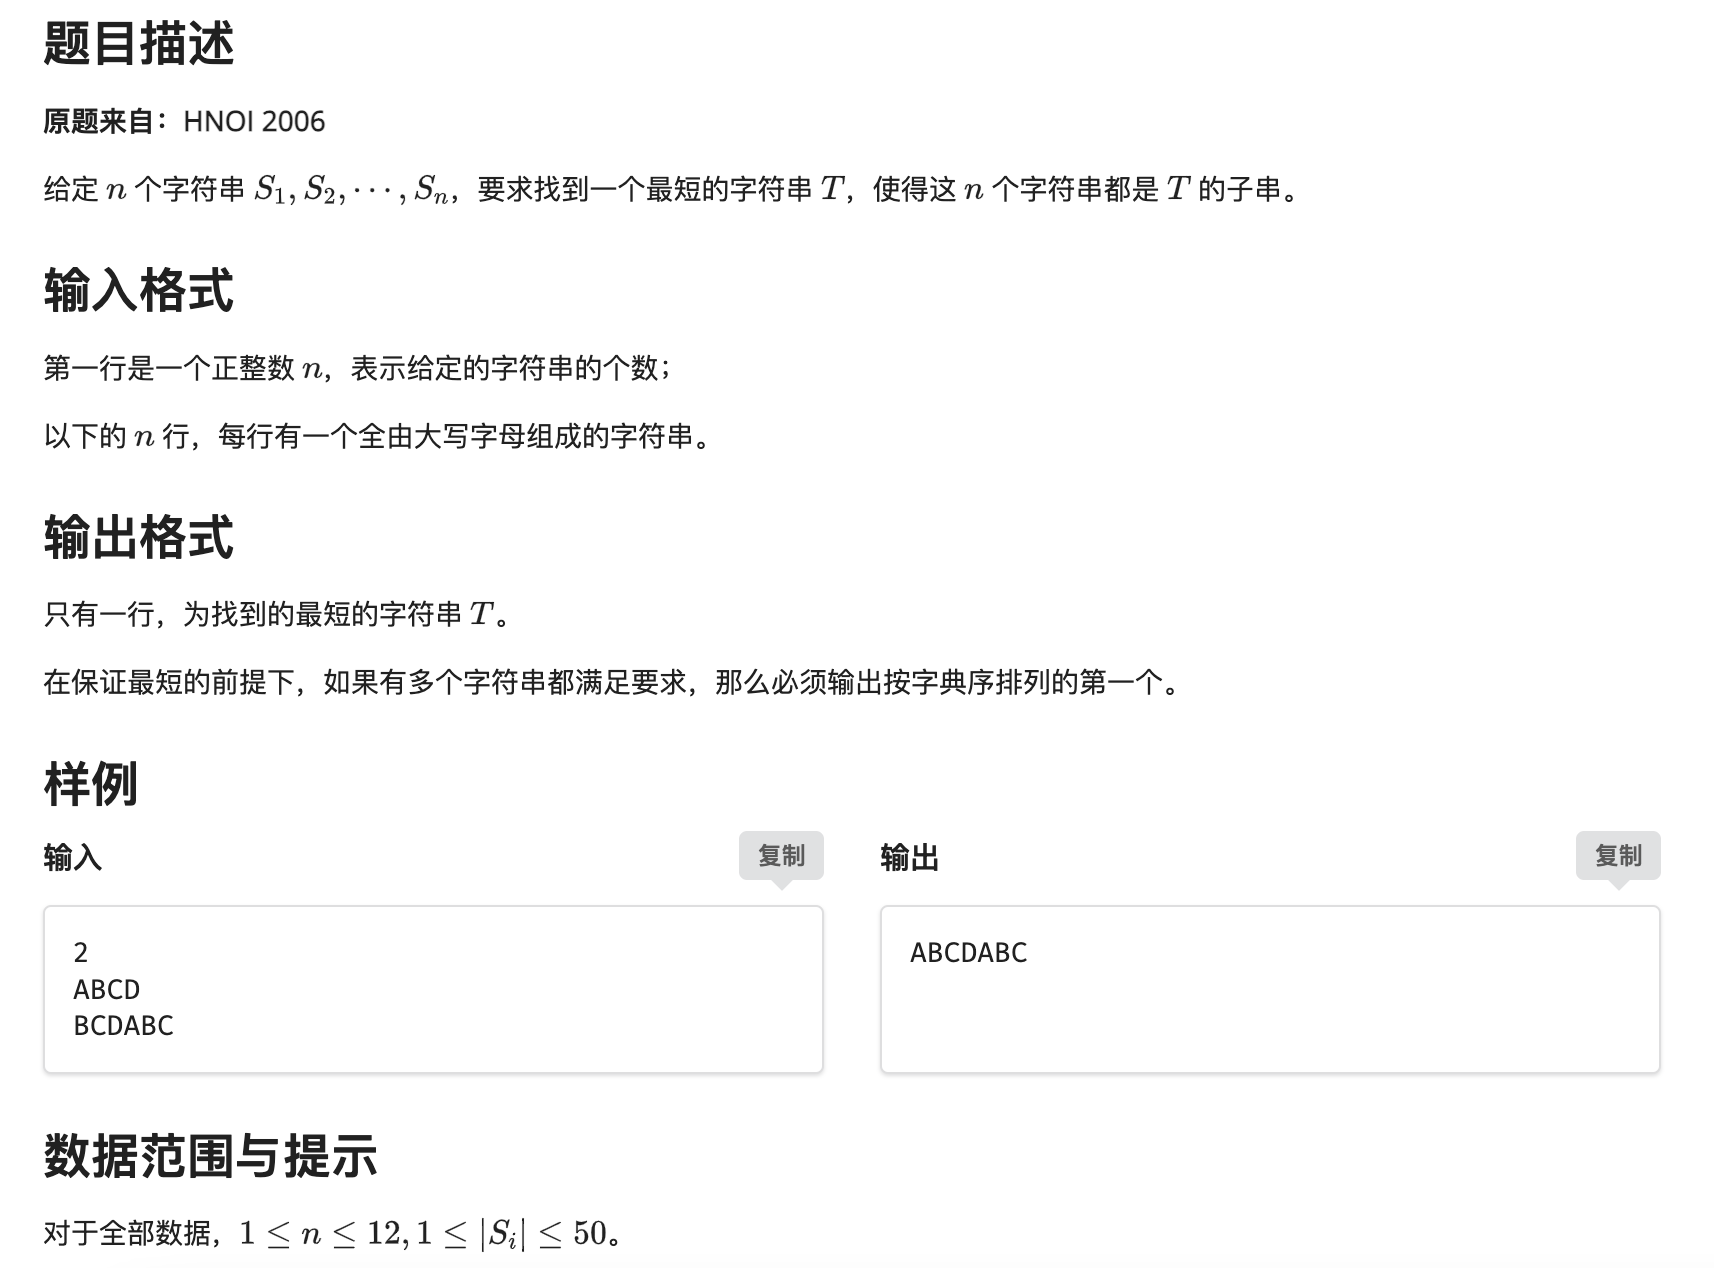 题目描述
原题来自：HNOI 2006
给定 n 个字符串 S₁, S₂, ⋯ , Sₙ，要求找到一个最短的字符串 T，使得这 n 个字符串都是 T 的子串。
输入格式
第一行是一个正整数 n，表示给定的字符串的个数；
以下的 n 行，每行有一个全由大写字母组成的字符串。
输出格式
只有一行，为找到的最短的字符串 T。
在保证最短的前提下，如果有多个字符串都满足要求，那么必须输出按字典序排列的第一个。
样例
输入 复制 输出 复制
2
ABCD
BCDABC
ABCDABC
数据范围与提示
对于全部数据，1 ≤ n ≤ 12, 1 ≤ |Sᵢ| ≤ 50。